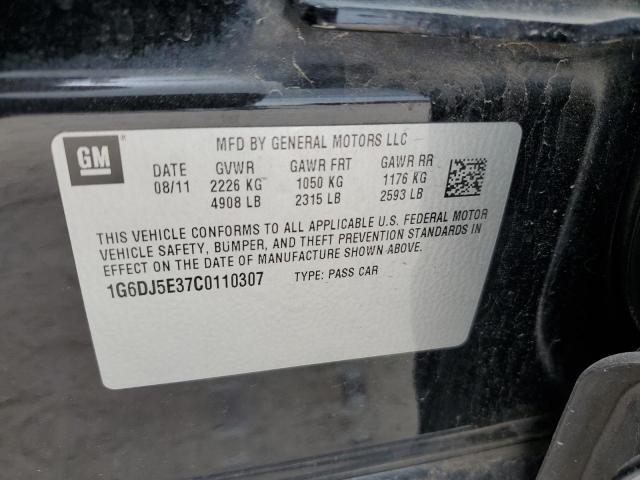 GM
MFD BY GENERAL MOTORS LLC
DATE GVWR GAWR FRT GAWR RR
08/11 2226 KG 1050 KG 1176 KG
4908 LB 2315 LB 2593 LB
THIS VEHICLE CONFORMS TO ALL APPLICABLE U.S. FEDERAL MOTOR
VEHICLE SAFETY, BUMPER, AND THEFT PREVENTION STANDARDS IN
EFFECT ON THE DATE OF MANUFACTURE SHOWN ABOVE.
1G6DJ5E37C0110307 TYPE: PASS CAR